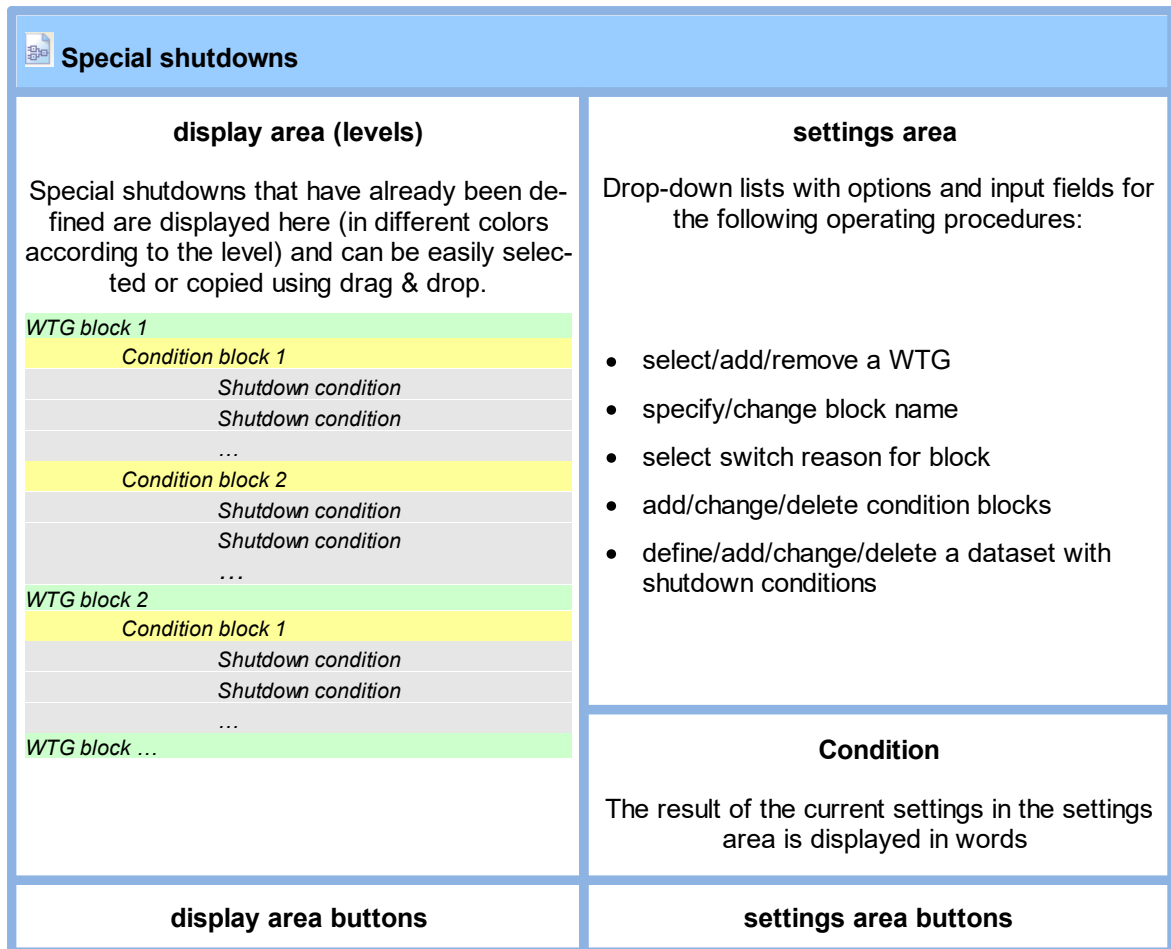 Special shutdowns
display area (levels)
Special shutdowns that have already been de-
fined are displayed here (in different colors
according to the level) and can be easily selec-
ted or copied using drag & drop.
WTG block 1
Condition block 1
Shutdown condition
Shutdown condition
…
Condition block 2
Shutdown condition
Shutdown condition
…
WTG block 2
Condition block 1
Shutdown condition
Shutdown condition
…
WTG block …
settings area
Drop-down lists with options and input fields for
the following operating procedures:
• select/add/remove a WTG
• specify/change block name
• select switch reason for block
• add/change/delete condition blocks
• define/add/change/delete a dataset with
shutdown conditions
Condition
The result of the current settings in the settings
area is displayed in words
display area buttons
settings area buttons